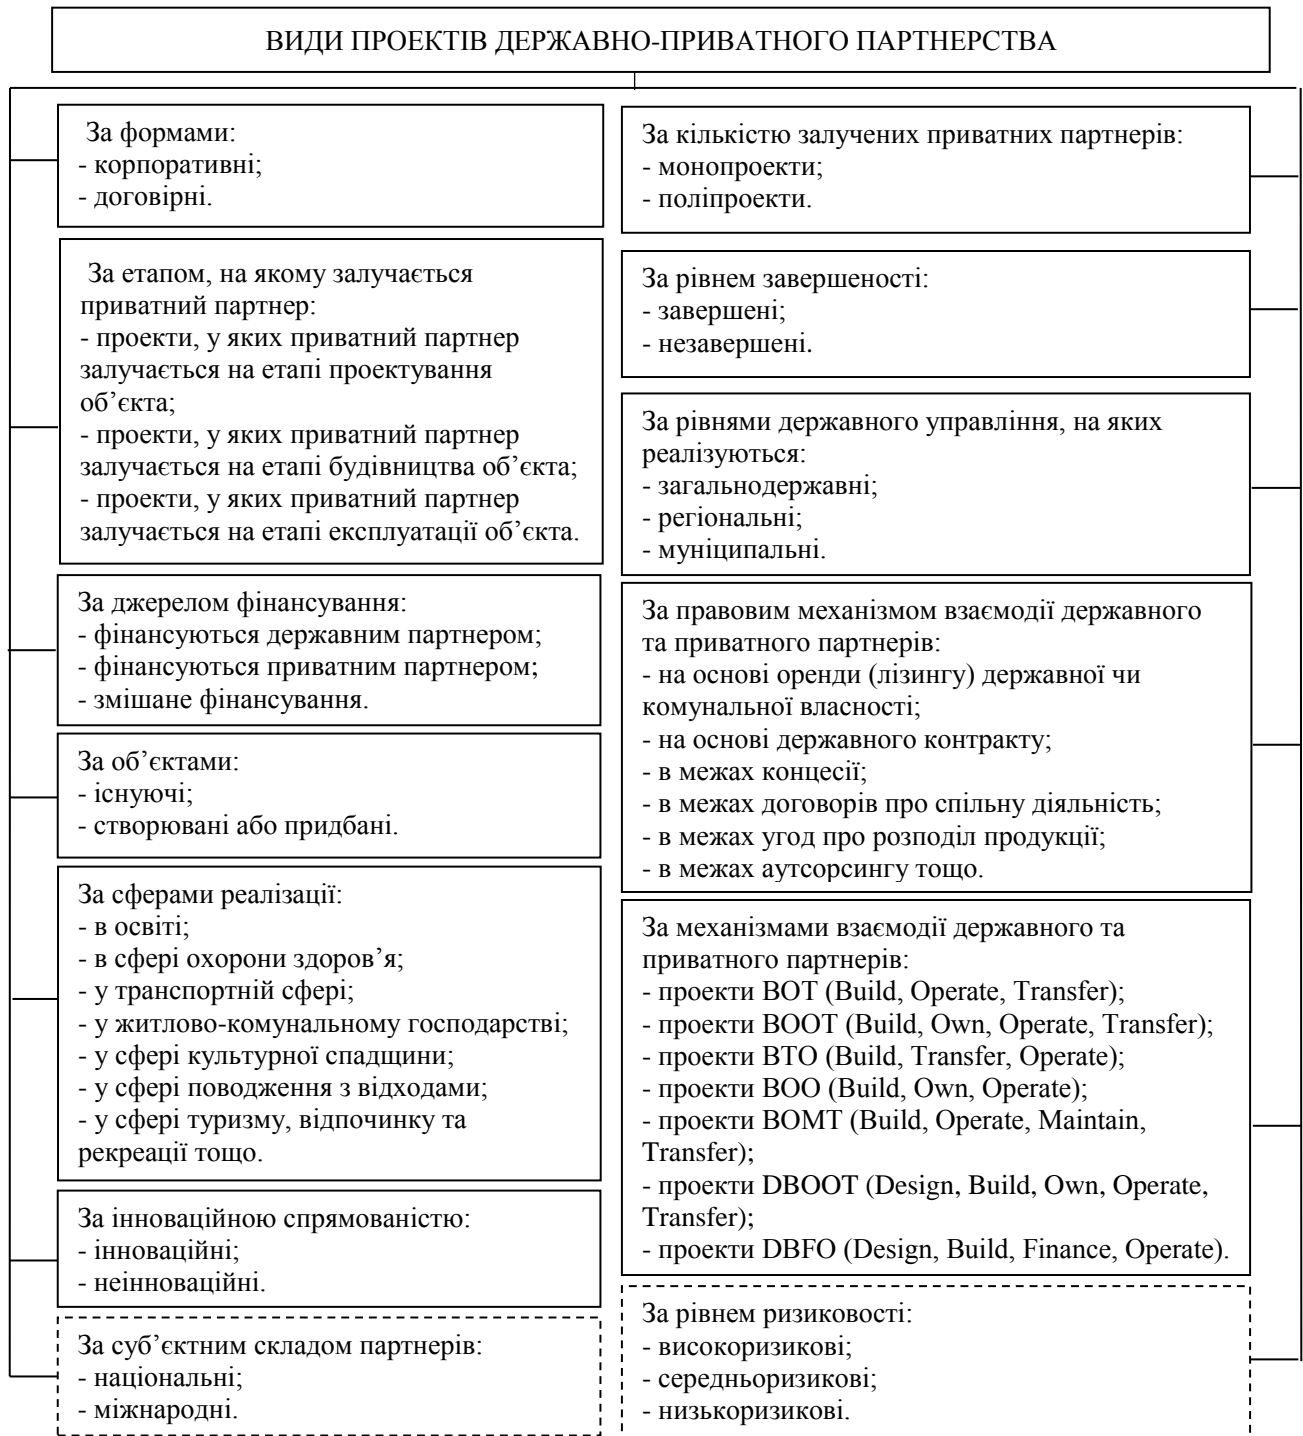 ВИДИ ПРОЕКТІВ ДЕРЖАВНО-ПРИВАТНОГО ПАРТНЕРСТВА
За формами:
- корпоративні;
- договірні.
За етапом, на якому залучається
приватний партнер:
- проекти, у яких приватний партнер
залучається на етапі проектування
об’єкта;
- проекти, у яких приватний партнер
залучається на етапі будівництва об’єкта;
- проекти, у яких приватний партнер
залучається на етапі експлуатації об’єкта.
За джерелом фінансування:
- фінансуються державним партнером;
- фінансуються приватним партнером;
- змішане фінансування.
За об’єктами:
- існуючі;
- створювані або придбані.
За сферами реалізації:
- в освіті;
- в сфері охорони здоров’я;
- у транспортній сфері;
- у житлово-комунальному господарстві;
- у сфері культурної спадщини;
- у сфері поводження з відходами;
- у сфері туризму, відпочинку та
рекреації тощо.
За інноваційною спрямованістю:
- інноваційні;
- неінноваційні.
За суб’єктним складом партнерів:
- національні;
- міжнародні.
За кількістю залучених приватних партнерів:
- монопроекти;
- поліпроекти.
За рівнем завершеності:
- завершені;
- незавершені.
За рівнями державного управління, на яких
реалізуються:
- загальнодержавні;
- регіональні;
- муніципальні.
За правовим механізмом взаємодії державного
та приватного партнерів:
- на основі оренди (лізингу) державної чи
комунальної власності;
- на основі державного контракту;
- в межах концесії;
- в межах договорів про спільну діяльність;
- в межах угод про розподіл продукції;
- в межах аутсорсингу тощо.
За механізмами взаємодії державного та
приватного партнерів:
- проекти BOT (Build, Operate, Transfer);
- проекти BOOT (Build, Own, Operate, Transfer);
- проекти BTO (Build, Transfer, Operate);
- проекти BOO (Build, Own, Operate);
- проекти BOMT (Build, Operate, Maintain,
Transfer);
- проекти DBOOT (Design, Build, Own, Operate,
Transfer);
- проекти DBFO (Design, Build, Finance, Operate).
За рівнем ризиковості:
- високоризикові;
- середньоризикові;
- низькоризикові.